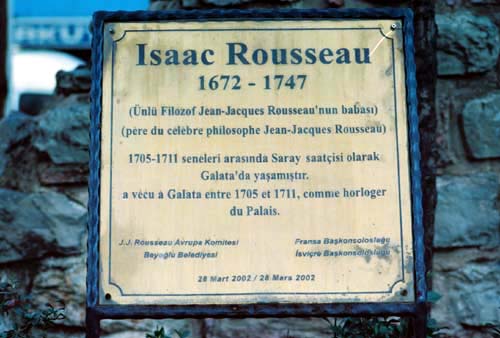 Isaac Rousseau
1672 - 1747
(Ünlü Filozof Jean-Jacques Rousseau'nun babası)
(père du célèbre philosophe Jean-Jacques Rousseau)
1705-1711 seneleri arasında Saray saatçisi olarak
Galata'da yaşamıştır.
a vécu à Galata entre 1705 et 1711, comme horloger
du Palais.
J.J. Rousseau Avrupa Komitesi
Beyoğlu Belediyesi
Fransa Başkonsolosluğu
İsviçre Başkonsolosluğu
28 Mart 2002 / 28 Mars 2002